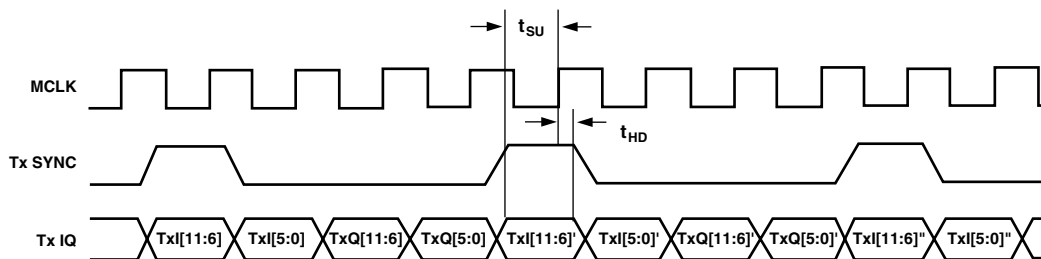 tSU
MCLK
tHD
Tx SYNC
Tx IQ TxI[11:6] TxI[5:0] TxQ[11:6] TxQ[5:0] TxI[11:6]' TxI[5:0]' TxQ[11:6]' TxQ[5:0]' TxI[11:6]" TxI[5:0]"